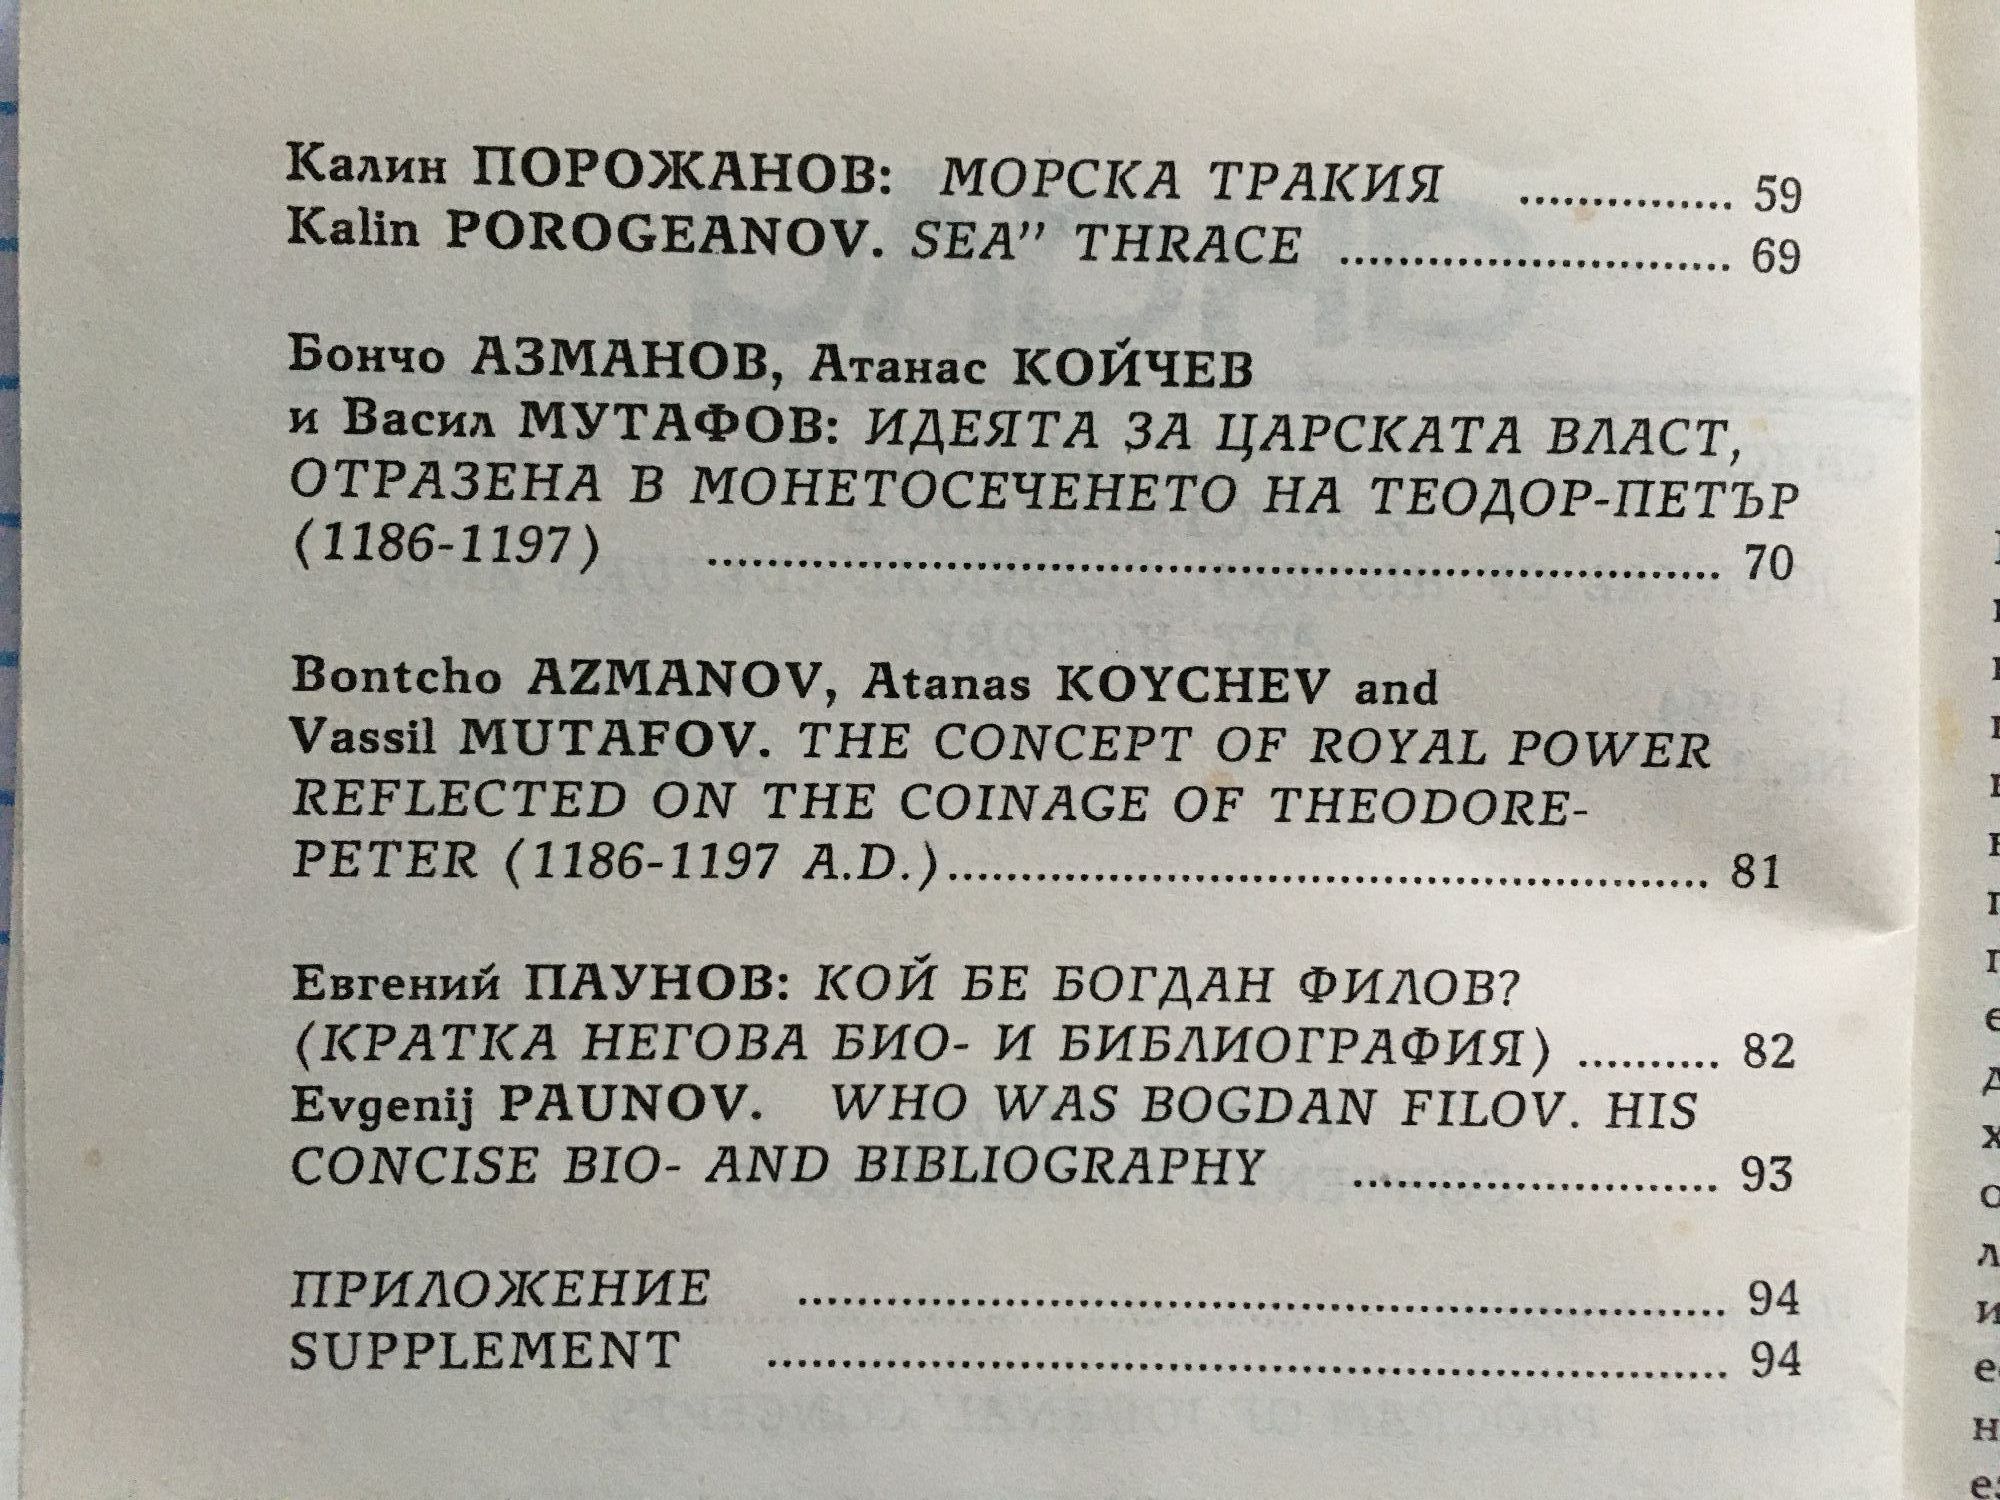 Калин ПОРОЖАНОВ: МОРСКА ТРАКИЯ ............... 59
Kalin POROGEANOV. SEA" THRACE ........................... 69
Бончо АЗМАНОВ, Атанас КОЙЧЕВ
и Васил МУТАФОВ: ИДЕЯТА ЗА ЦАРСКАТА ВЛАСТ,
ОТРАЗЕНА В МОНЕТОСЕЧЕНЕТО НА ТЕОДОР-ПЕТЪР
(1186-1197) ..................................................................... 70
Bontcho AZMANOV, Atanas KOYCHEV and
Vassil MUTAFOV. THE CONCEPT OF ROYAL POWER
REFLECTED ON THE COINAGE OF THEODORE-
PETER (1186-1197 A.D.)..................................................... 81
Евгений ПАУНОВ: КОЙ БЕ БОГДАН ФИЛОВ?
(КРАТКА НЕГОВА БИО- И БИБЛИОГРАФИЯ) .......... 82
Evgenij PAUNOV. WHO WAS BOGDAN FILOV. HIS
CONCISE BIO- AND BIBLIOGRAPHY ......................... 93
ПРИЛОЖЕНИЕ ................................................................ 94
SUPPLEMENT .................................................................. 94